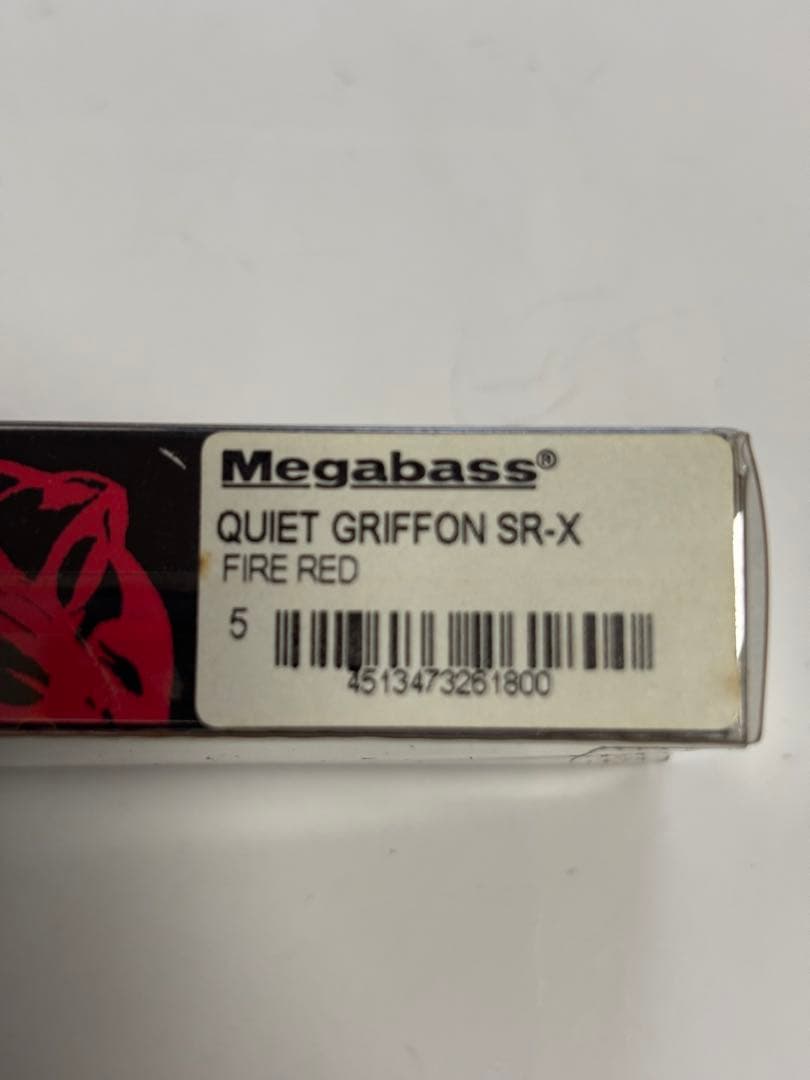 Megabass®
QUIET GRIFFON SR-X
FIRE RED
5
4513473261800